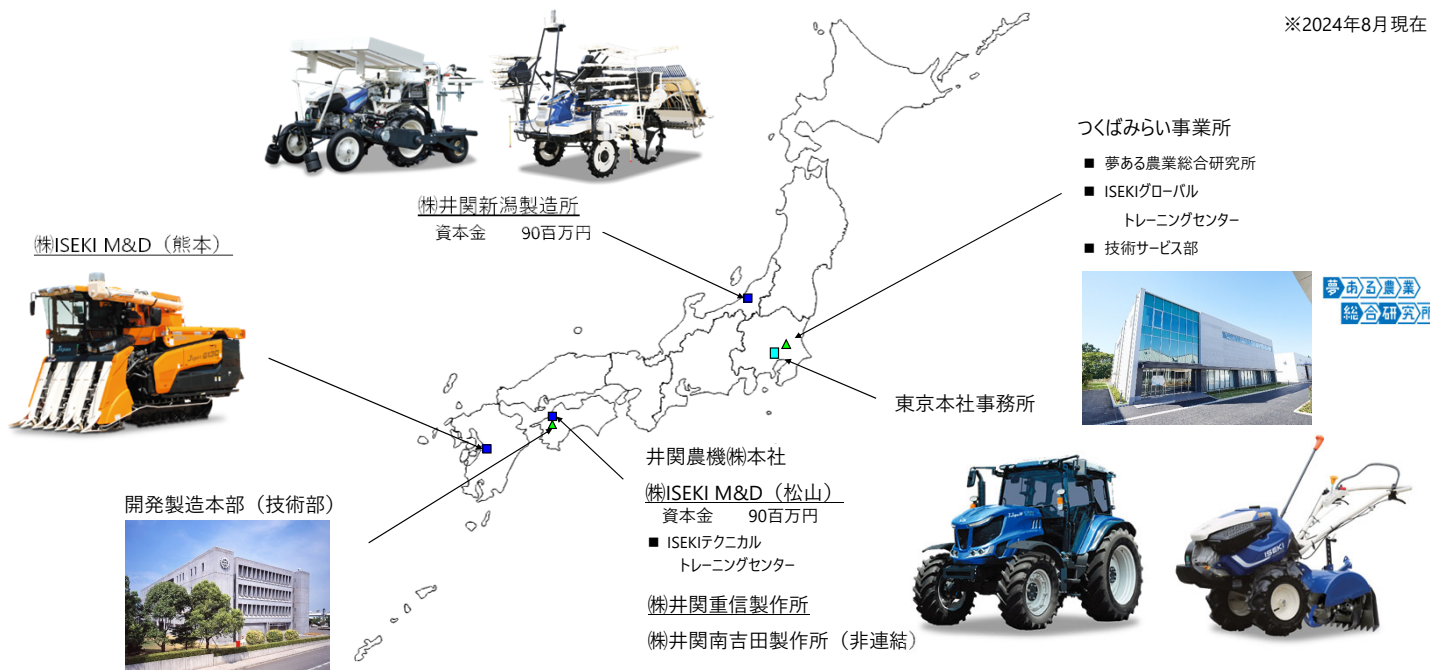 ※2024年8月現在
つくばみらい事業所
■ 夢ある農業総合研究所
■ ISEKIグローバル
トレーニングセンター
■ 技術サービス部
夢ある農業
総合研究所
㈱井関新潟製造所
資本金 90百万円
㈱ISEKI M&D（熊本）
東京本社事務所
井関農機㈱本社
㈱ISEKI M&D（松山）
資本金 90百万円
■ ISEKIテクニカル
トレーニングセンター
㈱井関重信製作所
㈱井関南吉田製作所（非連結）
開発製造本部（技術部）
ISEKI